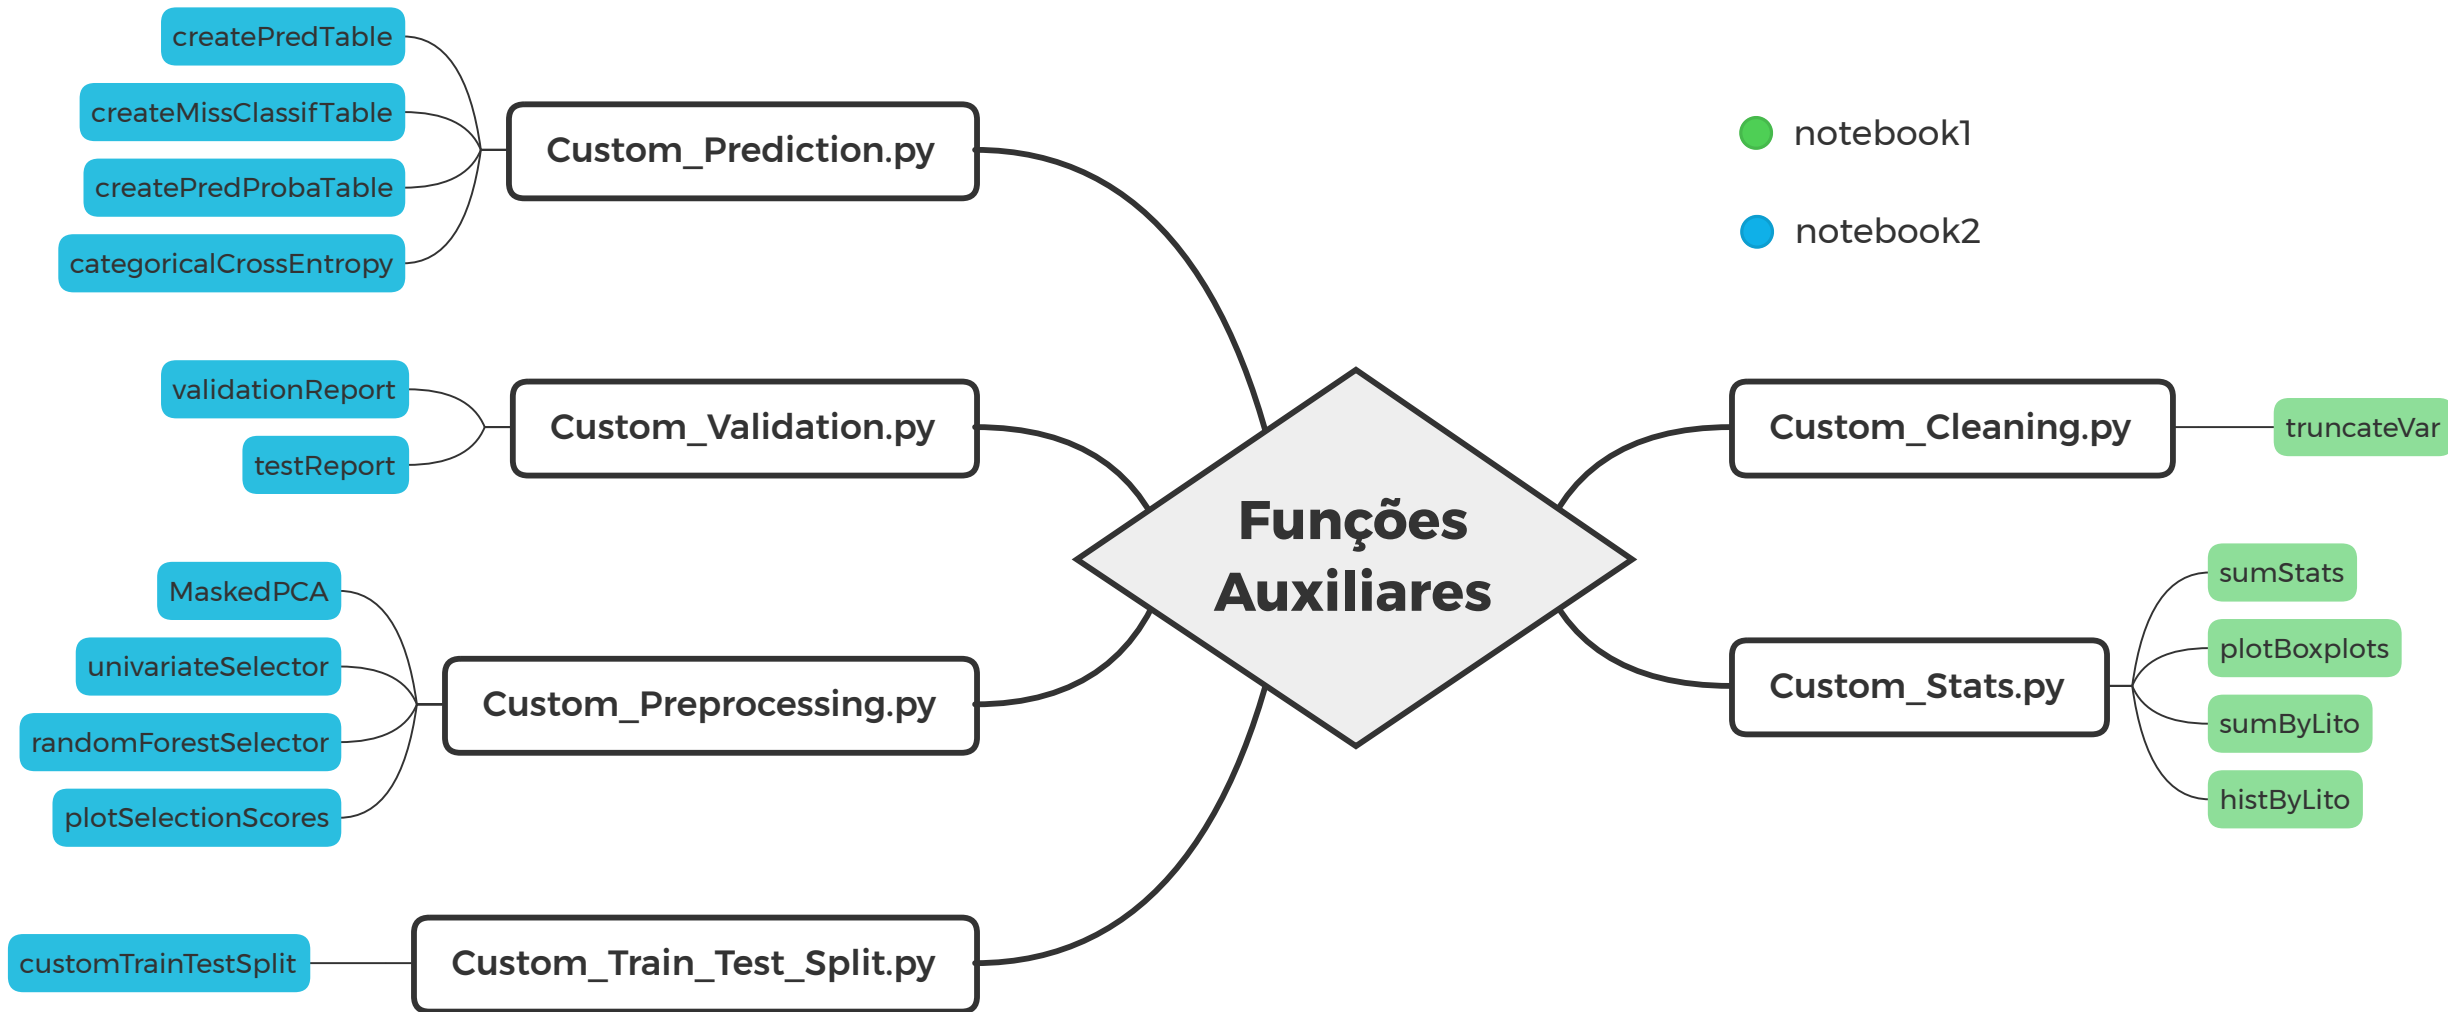 createPredTable
createMissClassifTable
createPredProbaTable
categoricalCrossEntropy
Custom_Prediction.py
validationReport
testReport
Custom_Validation.py
MaskedPCA
univariateSelector
randomForestSelector
plotSelectionScores
Custom_Preprocessing.py
customTrainTestSplit
Custom_Train_Test_Split.py
Funções
Auxiliares
notebook1
notebook2
Custom_Cleaning.py
truncateVar
Custom_Stats.py
sumStats
plotBoxplots
sumByLito
histByLito